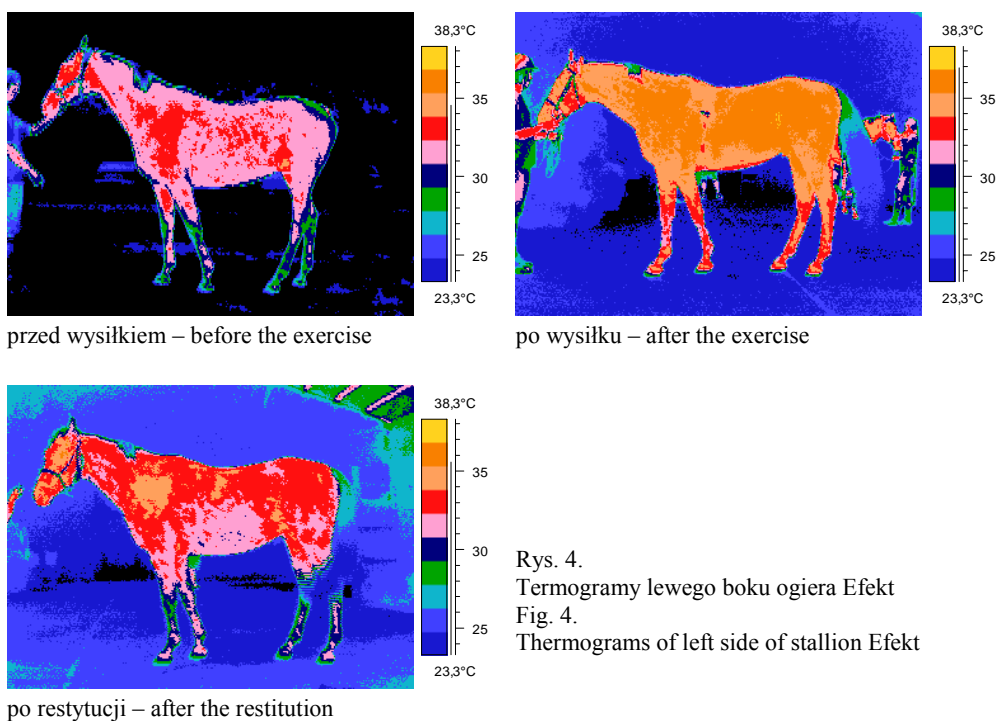 38,3°C
35
30
25
23,3°C
przed wysiłkiem – before the exercise
38,3°C
35
30
25
23,3°C
po wysiłku – after the exercise
38,3°C
35
30
25
23,3°C
po restytucji – after the restitution
Rys. 4.
Termogramy lewego boku ogiera Efekt
Fig. 4.
Thermograms of left side of stallion Efekt